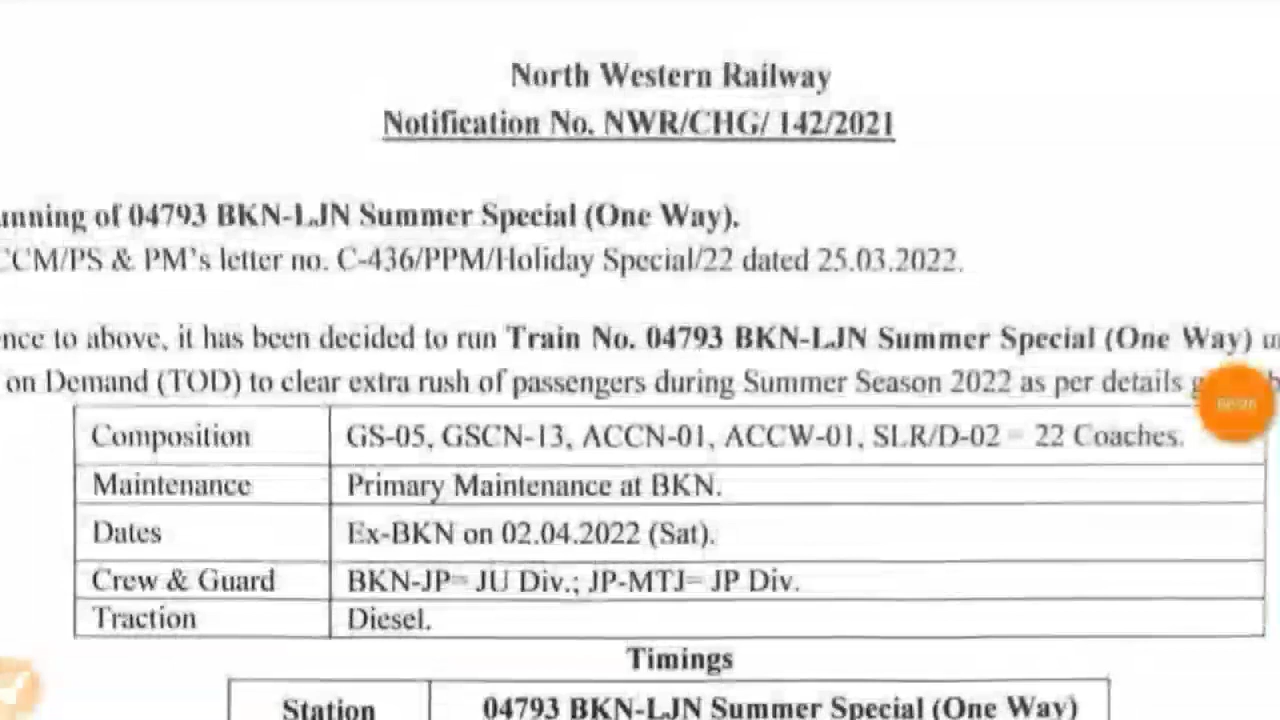 North Western Railway
Notification No. NWR/CHG/ 142/2021
unning of 04793 BKN-LJN Summer Special (One Way).
CCM/PS & PM's letter no. C-436/PPM/Holiday Special/22 dated 25.03.2022.
nce to above, it has been decided to run Train No. 04793 BKN-LJN Summer Special (One Way) u
on Demand (TOD) to clear extra rush of passengers during Summer Season 2022 as per details
Composition GS-05, GSCN-13, ACCN-01, ACCW-01, SLR/D-02 = 22 Coaches.
Maintenance Primary Maintenance at BKN.
Dates Ex-BKN on 02.04.2022 (Sat).
Crew & Guard BKN-JP= JU Div.; JP-MTJ= JP Div.
Traction Diesel.
Timings
Station 04793 BKN-LJN Summer Special (One Way)